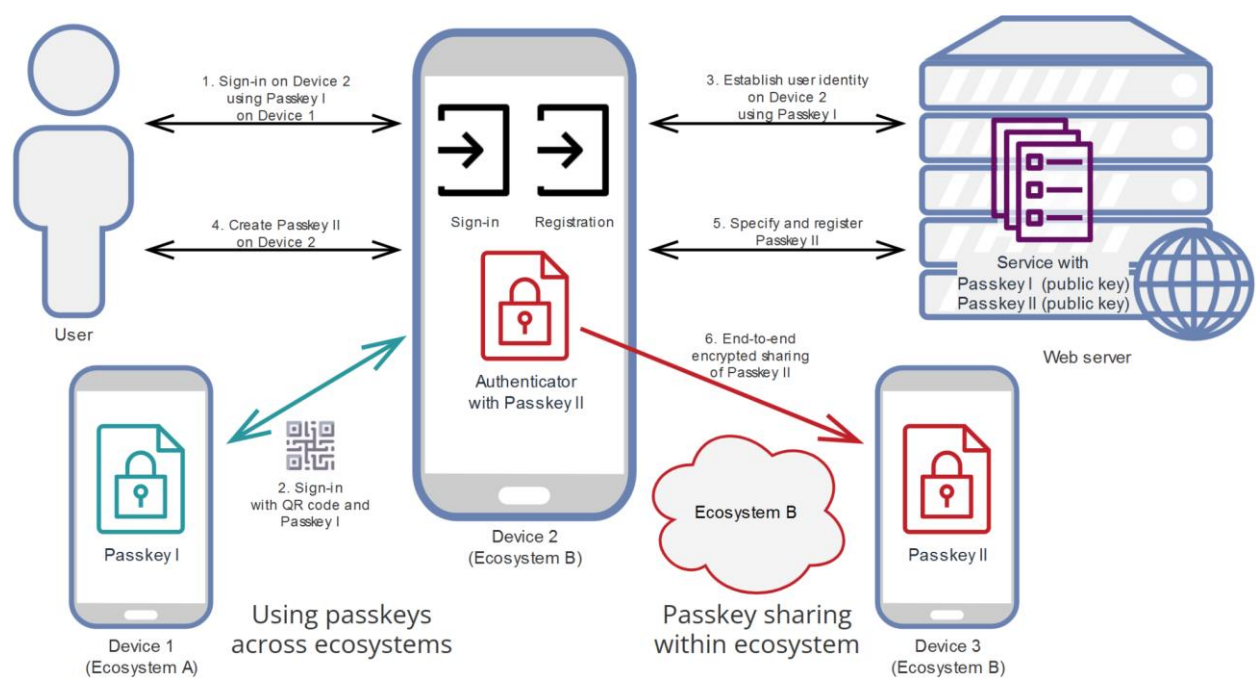 1. Sign-in on Device 2
using Passkey I
on Device 1
3. Establish user identity
on Device 2
using Passkey I
Sign-in
Registration
4. Create Passkey II
on Device 2
5. Specify and register
Passkey II
Service with
Passkey I (public key)
Passkey II (public key)
User
Web server
6. End-to-end
encrypted sharing
of Passkey II
Authenticator
with Passkey II
2. Sign-in
with QR code and
Passkey I
Passkey I
Ecosystem B
Passkey II
Device 2
(Ecosystem B)
Using passkeys
across ecosystems
Passkey sharing
within ecosystem
Device 1
(Ecosystem A)
Device 3
(Ecosystem B)